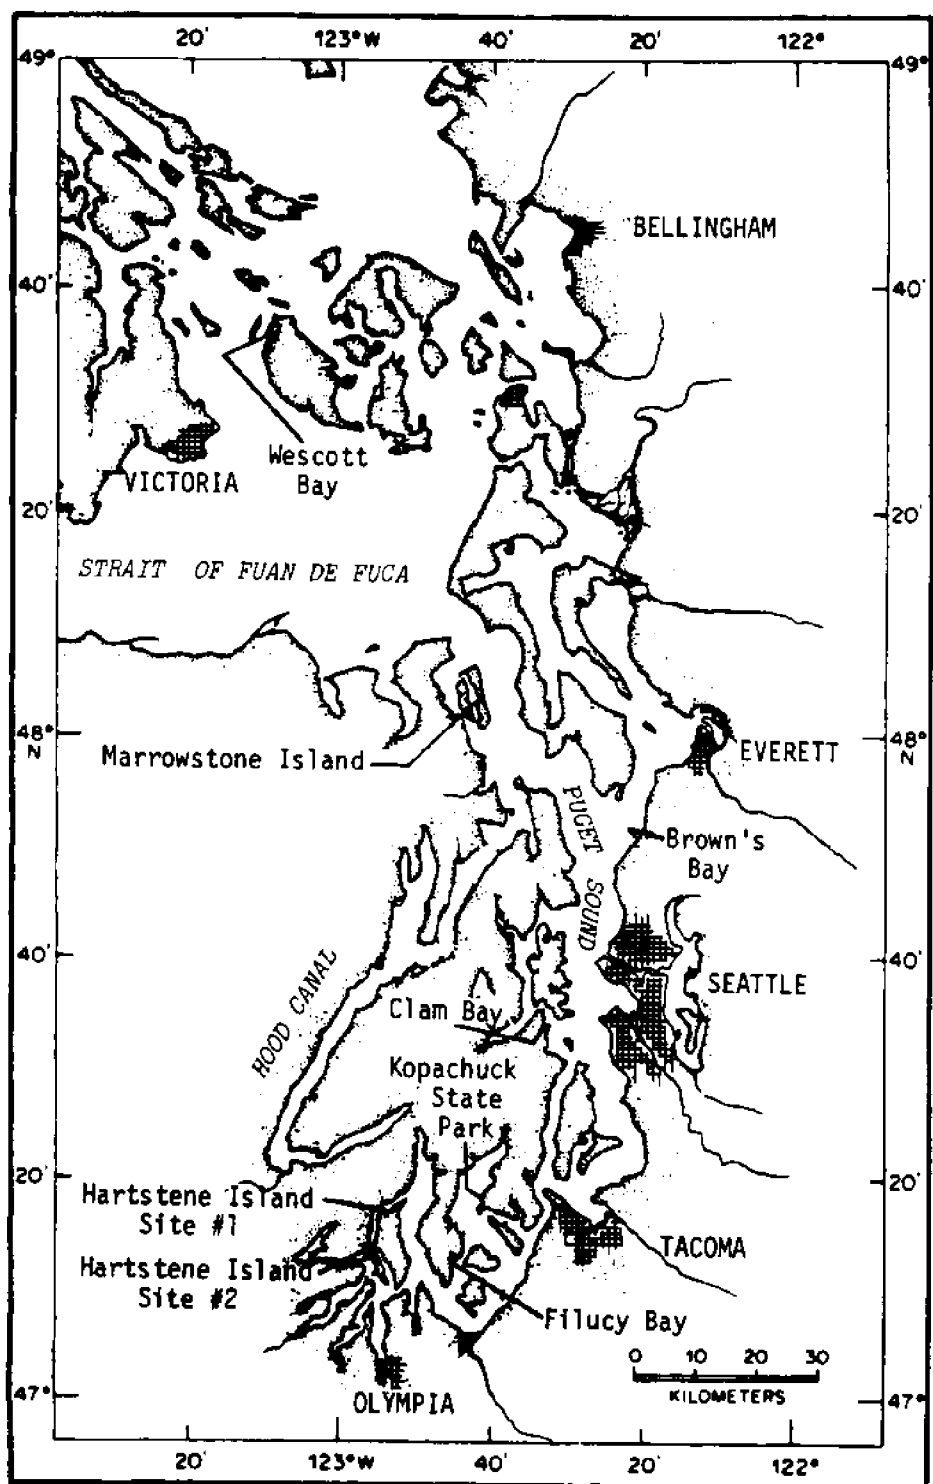 20' 123°W 40' 20' 122°
49° 49°
BELLINGHAM
40' 40'
Wescott
Bay
VICTORIA
20' 20'
STRAIT OF FUAN DE FUCA
48° 48°
N N
Marrowstone Island
EVERETT
PUGET SOUND
Brown's
Bay
40' 40'
SEATTLE
HOOD CANAL
Clam Bay
Kopachuck
State
Park
20' 20'
Hartstene Island
Site #1
TACOMA
Hartstene Island
Site #2
Filucy Bay
0 10 20 30
KILOMETERS
47° 47°
OLYMPIA
20' 123°W 40' 20' 122°